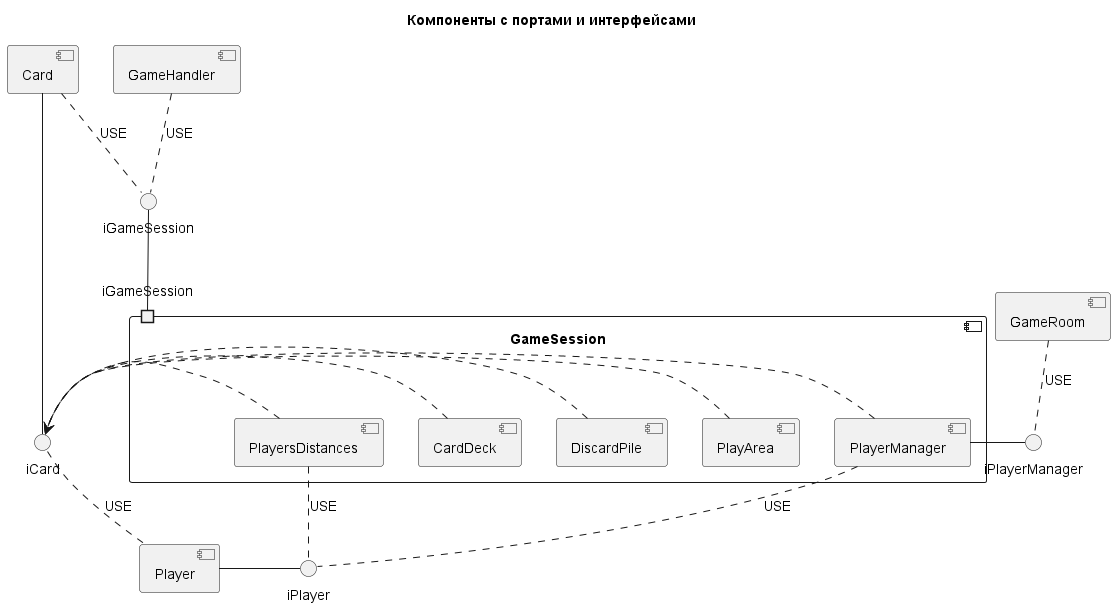 Компоненты с портами и интерфейсами
Card
GameHandler
USE
USE
iGameSession
iGameSession
GameSession
GameRoom
USE
PlayersDistances
CardDeck
DiscardPile
PlayArea
PlayerManager
iCard
iPlayerManager
USE
USE
USE
Player
iPlayer